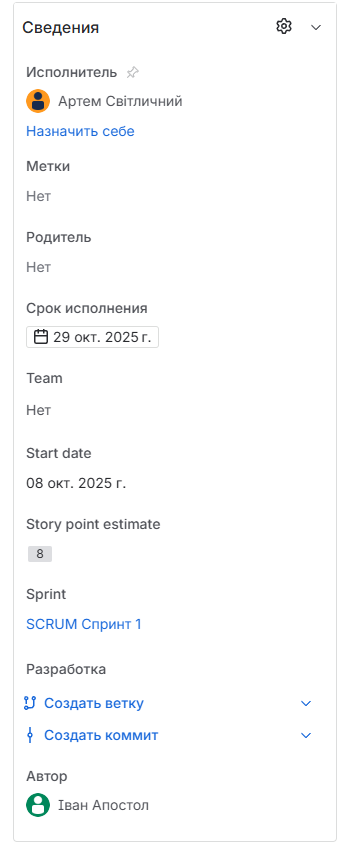 Сведения
Исполнитель
Артем Світличний
Назначить себе
Метки
Нет
Родитель
Нет
Срок исполнения
29 окт. 2025 г.
Team
Нет
Start date
08 окт. 2025 г.
Story point estimate
8
Sprint
SCRUM Спринт 1
Разработка
Создать ветку
Создать коммит
Автор
Іван Апостол